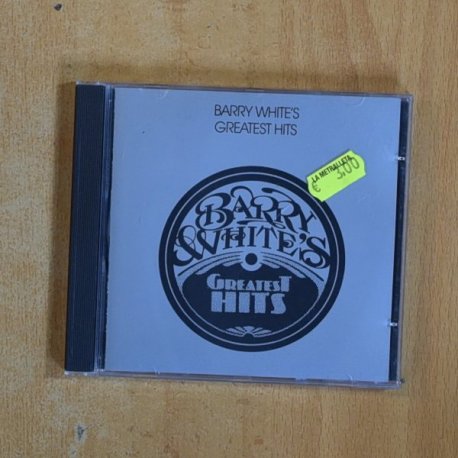 BARRY WHITE'S
GREATEST HITS
LA METRALLETA
€ 3,00
BARRY
WHITE'S
GREATEST
HITS